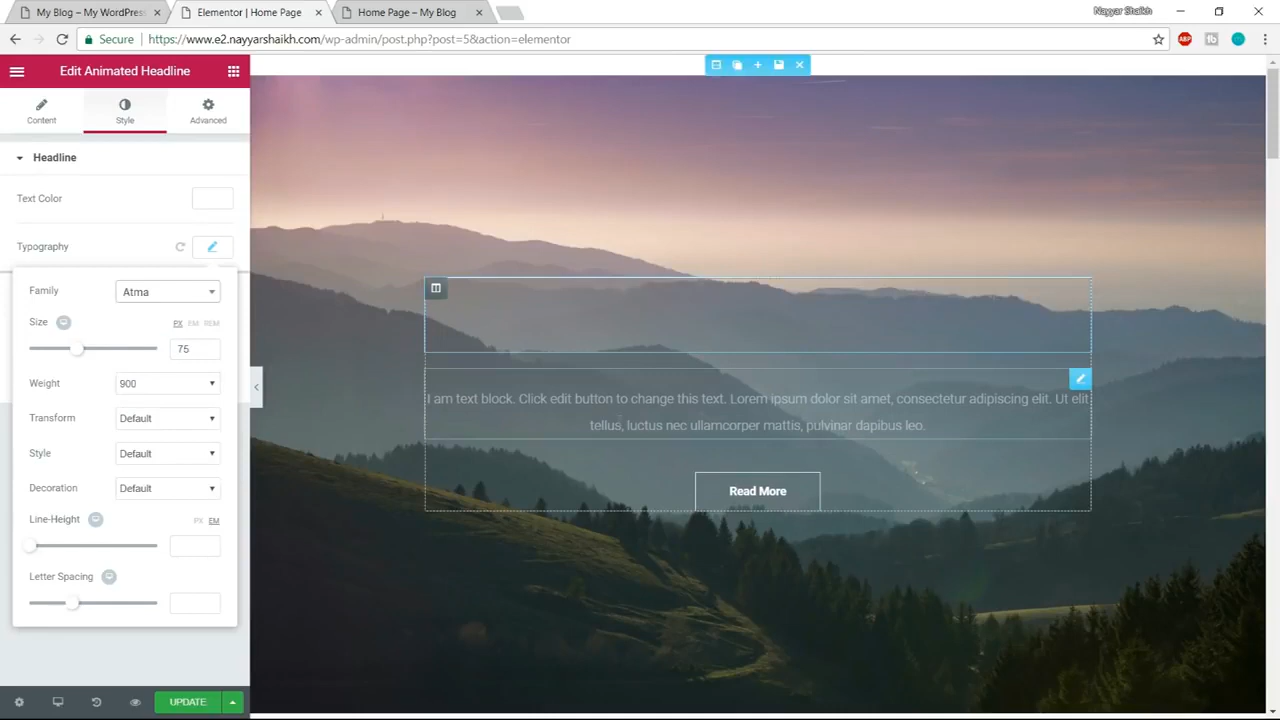 My Blog – My WordPress
Elementor | Home Page
Home Page – My Blog
Nayyar Shaikh
Secure
https://www.e2.nayyarshaikh.com/wp-admin/post.php?post=5&action=elementor
ABP
Edit Animated Headline
Content
Style
Advanced
Headline
Text Color
Typography
Family
Atma
Size
PX EM REM
75
Weight
900
Transform
Default
Style
Default
Decoration
Default
Line-Height
PX EM
Letter Spacing
UPDATE
I am text block. Click edit button to change this text. Lorem ipsum dolor sit amet, consectetur adipiscing elit. Ut elit
tellus, luctus nec ullamcorper mattis, pulvinar dapibus leo.
Read More